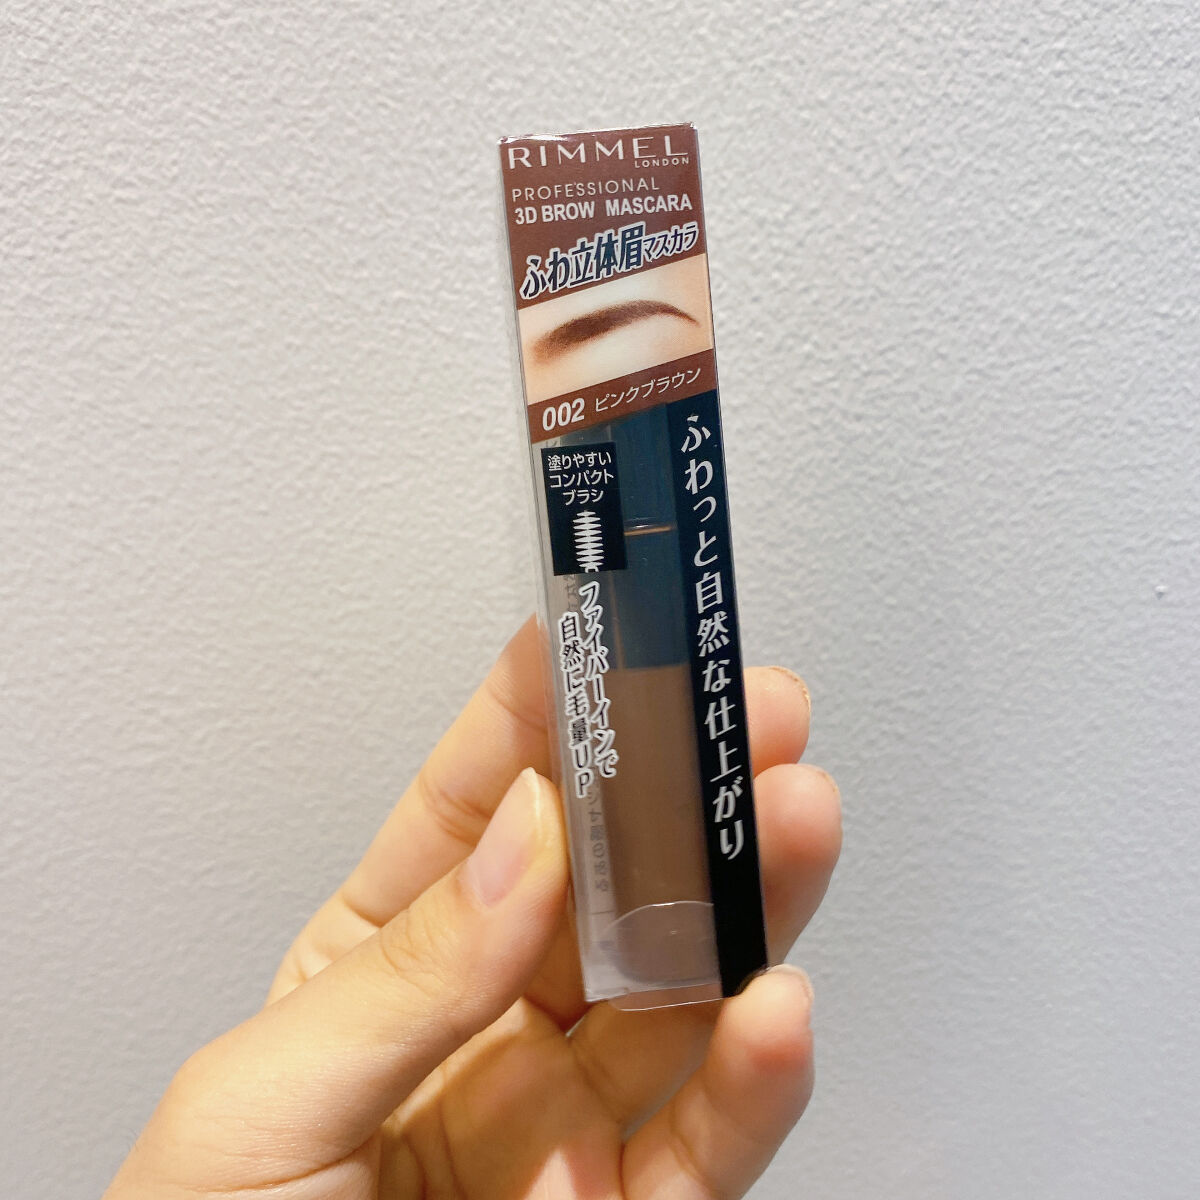 RIMMEL
LONDON
PROFESSIONAL
3D BROW MASCARA
ふわ立体眉マスカラ
002 ピンクブラウン
塗りやすい
コンパクト
ブラシ
ファイバーインで
自然に毛量UP
ふわっと自然な仕上がり